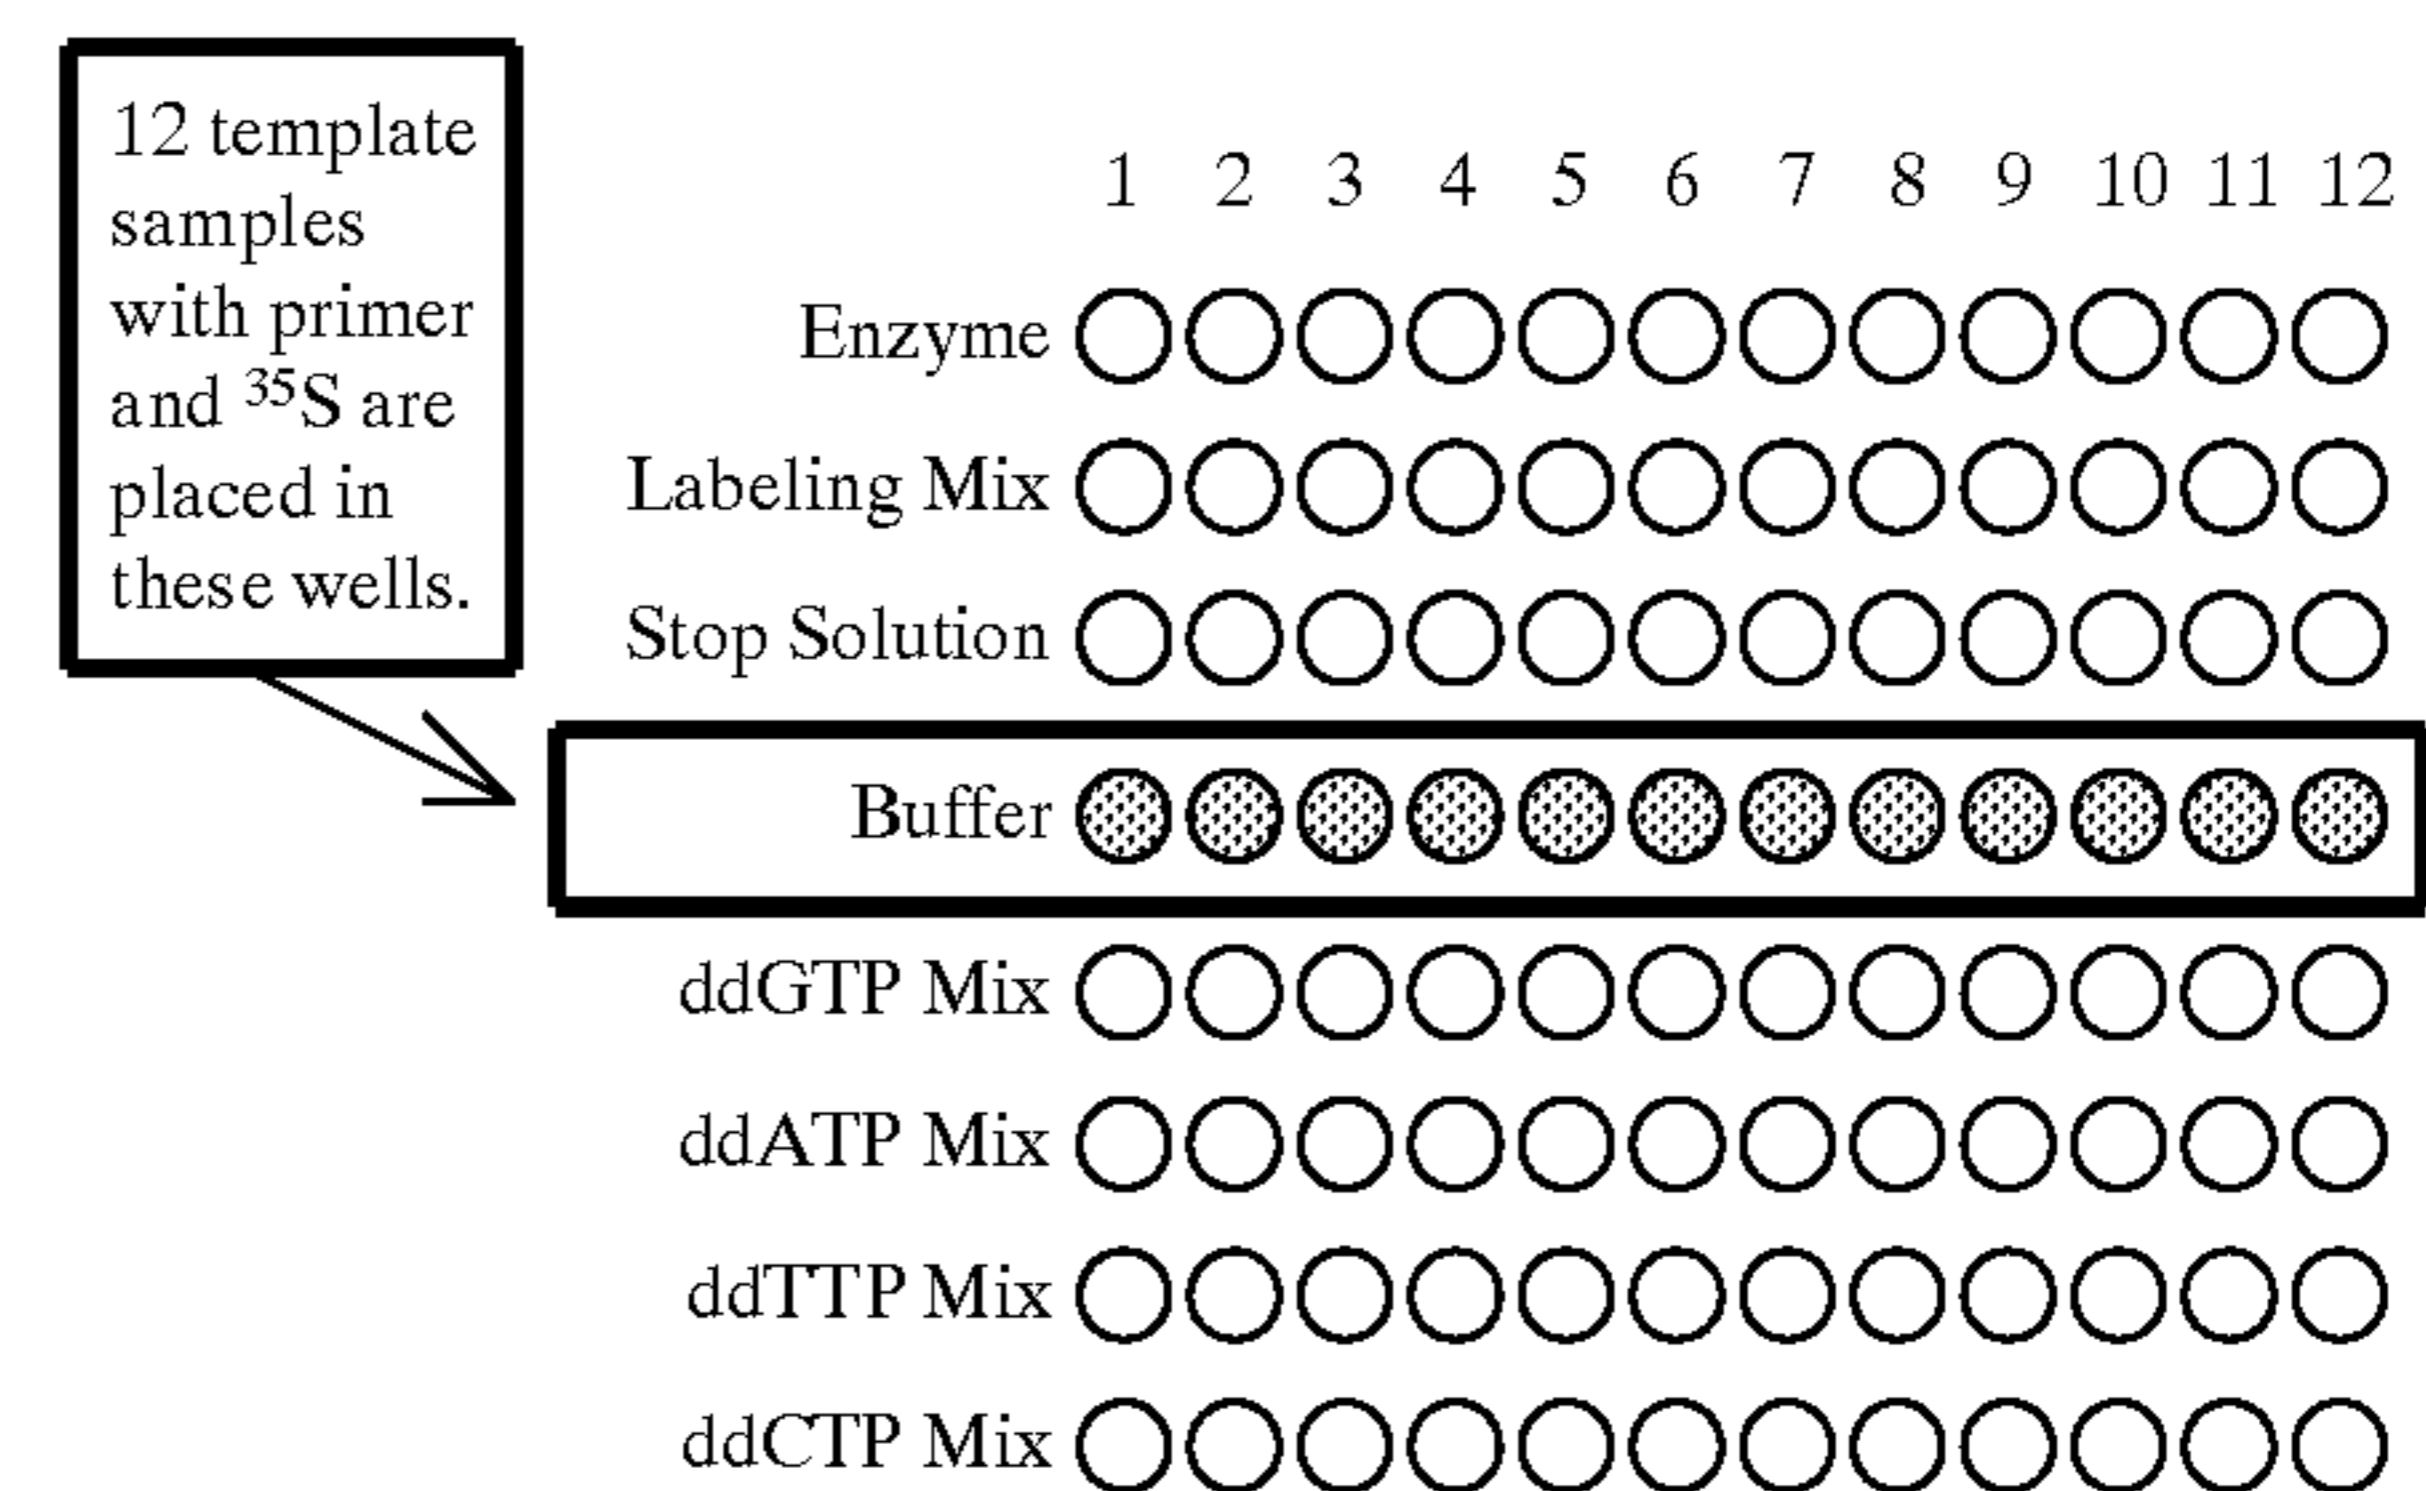 12 template
samples
with primer
and ³⁵S are
placed in
these wells.
1 2 3 4 5 6 7 8 9 10 11 12
Enzyme
Labeling Mix
Stop Solution
Buffer
ddGTP Mix
ddATP Mix
ddTTP Mix
ddCTP Mix